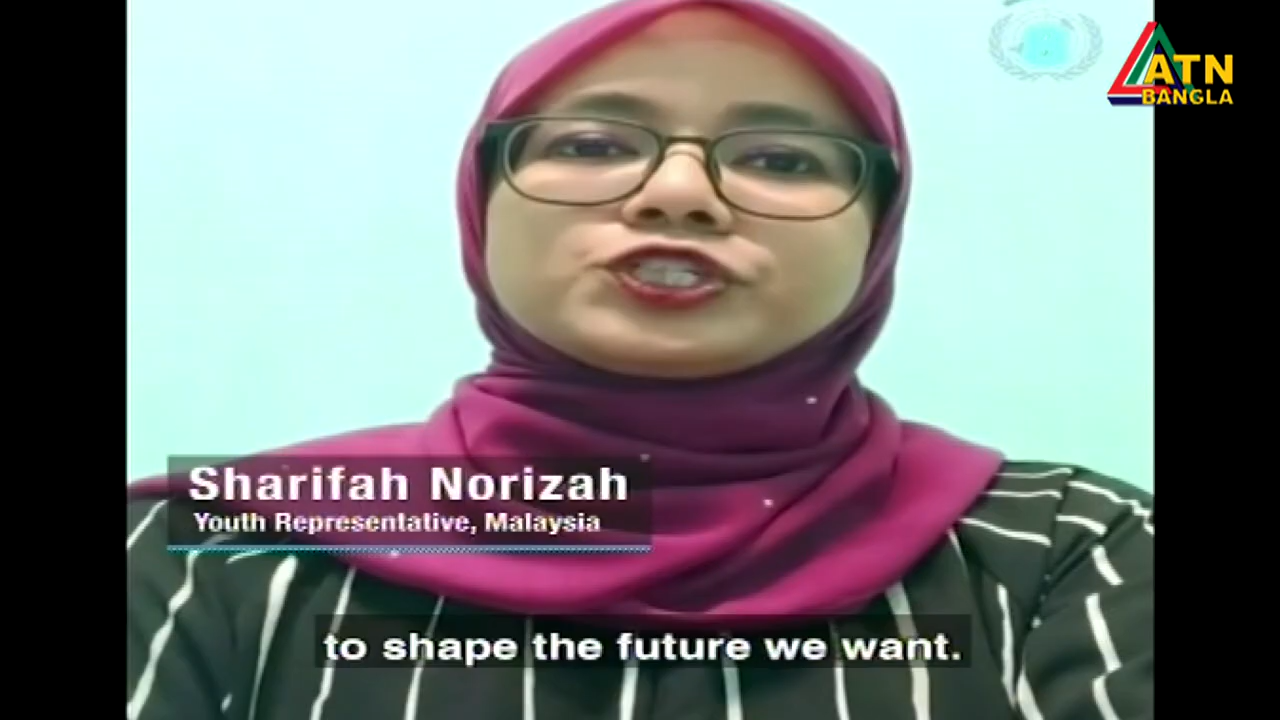 ATN
BANGLA
Sharifah Norizah
Youth Representative, Malaysia
to shape the future we want.